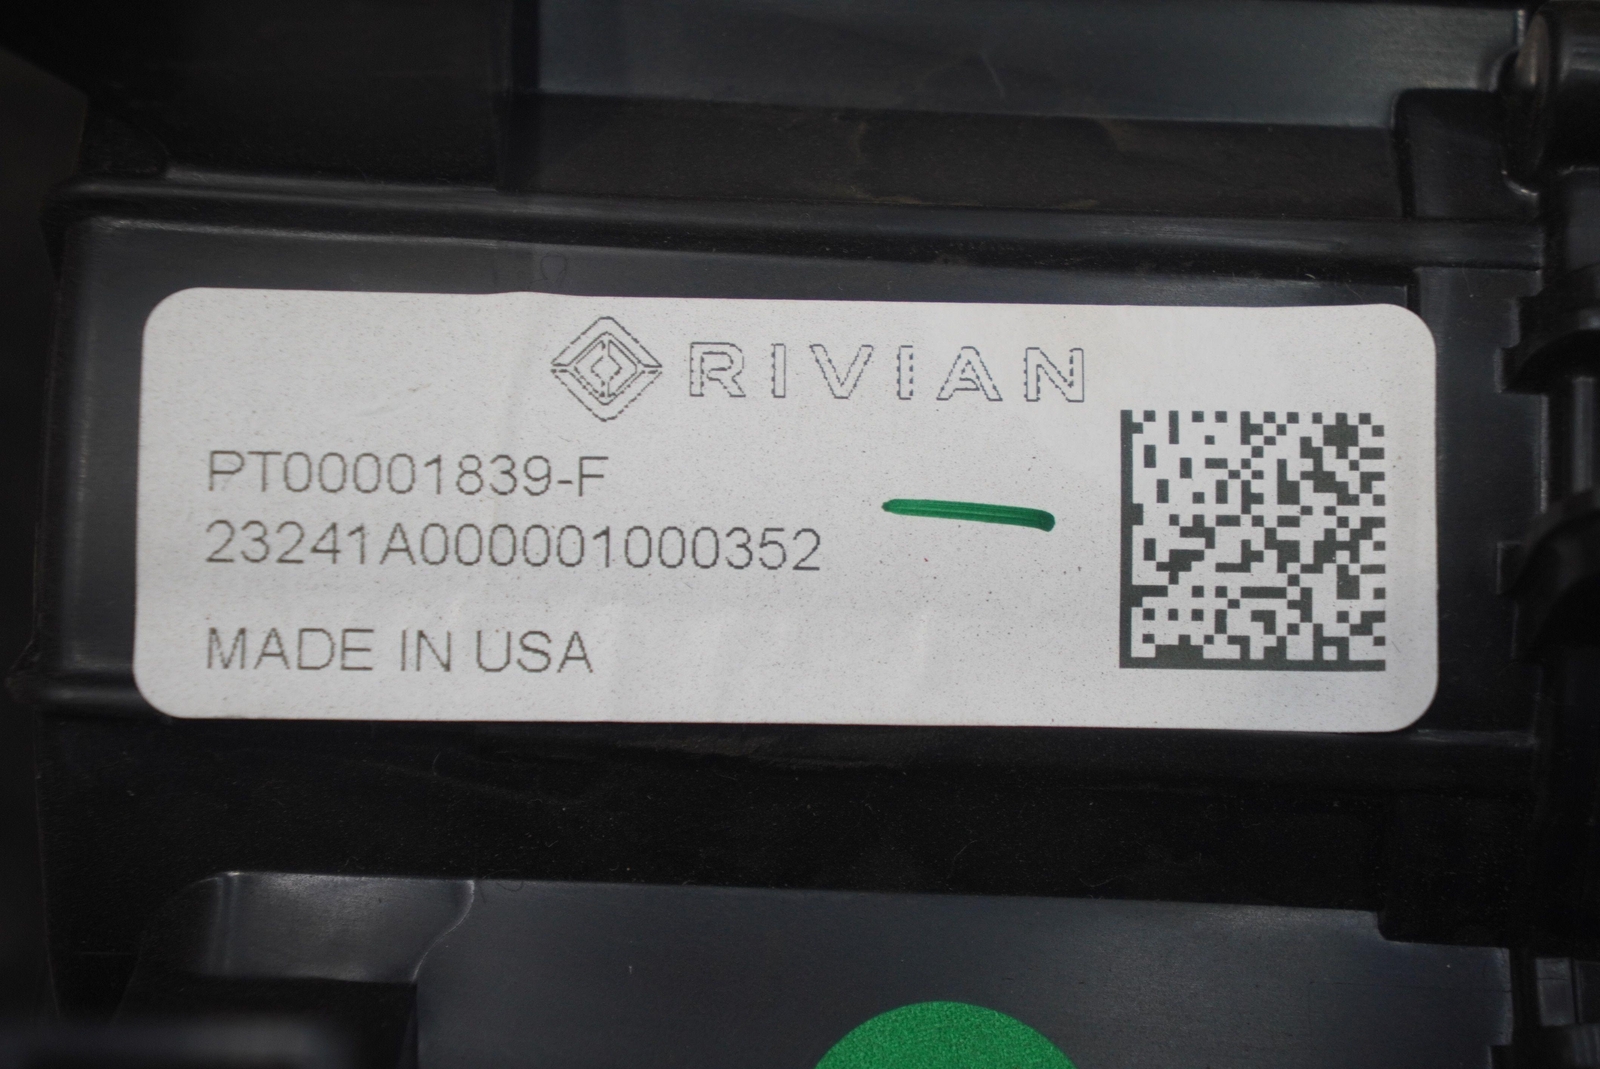 RIVIAN
PT00001839-F
23241A000001000352
MADE IN USA